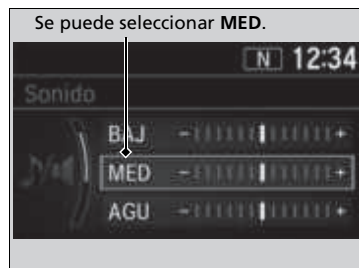 Se puede seleccionar MED.
N 12:34
Sonido
BAJ - +
MED - +
AGU - +